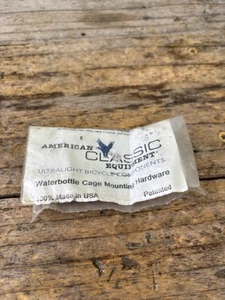 AMERICAN
CLASSIC
EQUIPMENT
ULTRALIGHT BICYCLE COMPONENTS
Waterbottle Cage Mounting Hardware
100% Made in USA Patented